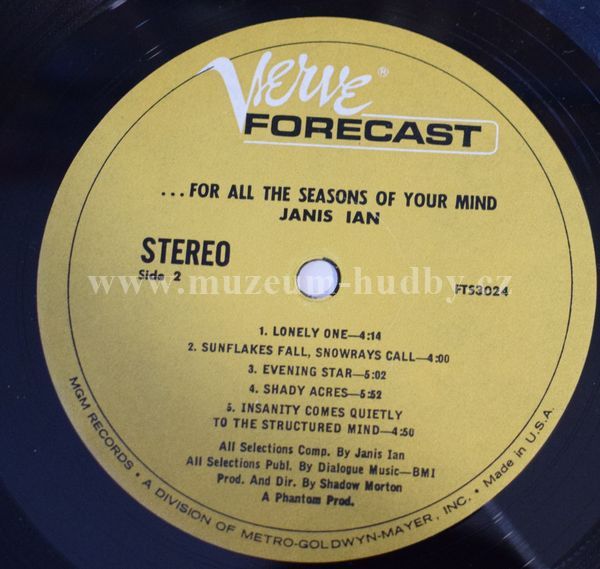 Verve ®
FORECAST
...FOR ALL THE SEASONS OF YOUR MIND
JANIS IAN
STEREO
Side 2
www.muzeum-hudby.cz
FTS3024
1. LONELY ONE—4:14
2. SUNFLAKES FALL, SNOWRAYS CALL—4:00
3. EVENING STAR—5:02
4. SHADY ACRES—5:52
5. INSANITY COMES QUIETLY
TO THE STRUCTURED MIND—4:50
All Selections Comp. By Janis Ian
All Selections Publ. By Dialogue Music—BMI
Prod. And Dir. By Shadow Morton
A Phantom Prod.
MGM RECORDS • A DIVISION OF METRO-GOLDWYN-MAYER, INC. • Made in U.S.A.